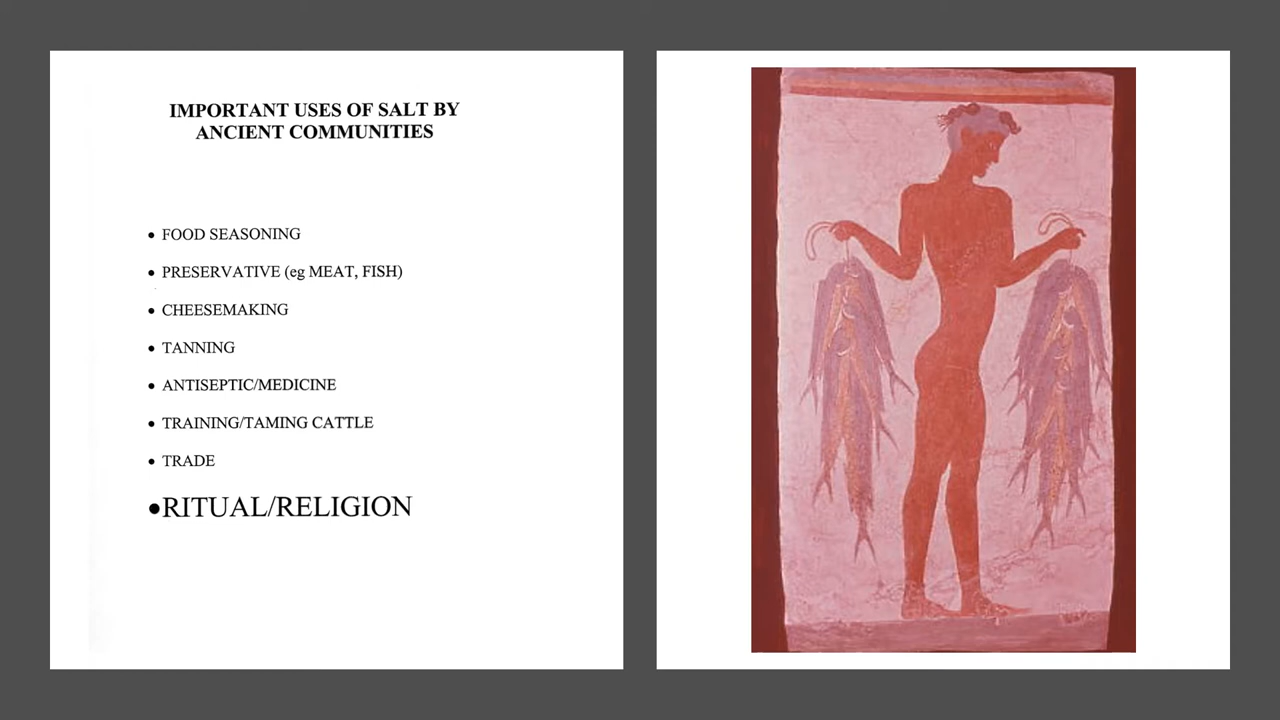 IMPORTANT USES OF SALT BY
ANCIENT COMMUNITIES
• FOOD SEASONING
• PRESERVATIVE (eg MEAT, FISH)
• CHEESEMAKING
• TANNING
• ANTISEPTIC/MEDICINE
• TRAINING/TAMING CATTLE
• TRADE
•RITUAL/RELIGION